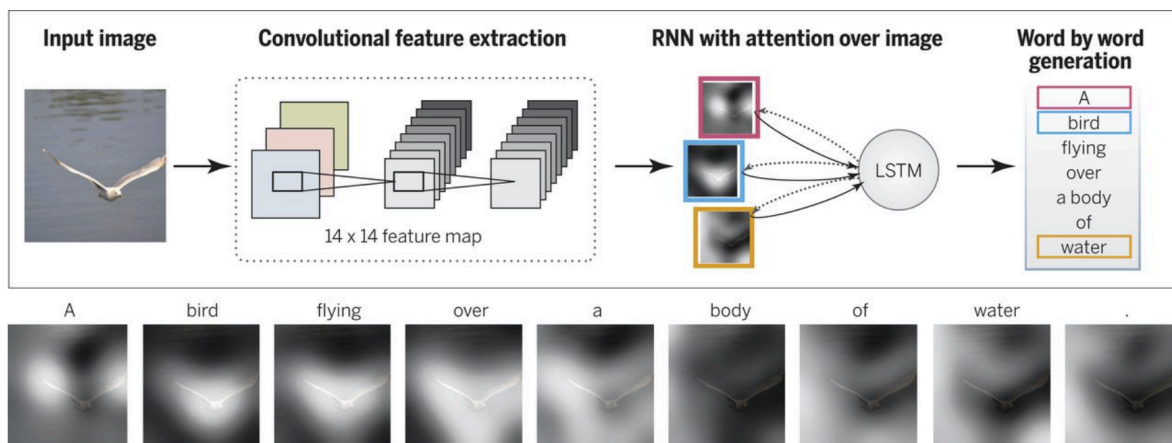 Input image
Convolutional feature extraction
RNN with attention over image
Word by word
generation
14 x 14 feature map
LSTM
A
bird
flying
over
a body
of
water
A bird flying over a body of water .